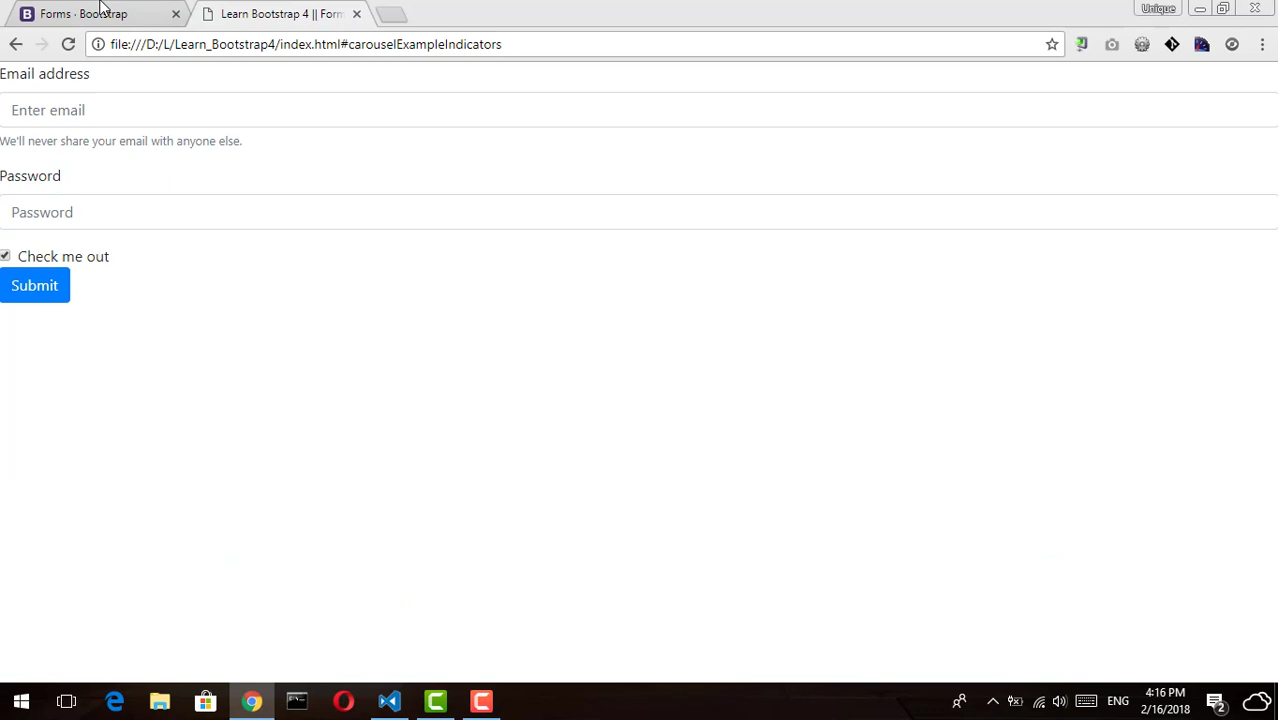 Forms · Bootstrap
Learn Bootstrap 4 || Form
Unique
file:///D:/L/Learn_Bootstrap4/index.html#carouselExampleIndicators
Email address
Enter email
We'll never share your email with anyone else.
Password
Password
Check me out
Submit
ENG
4:16 PM
2/16/2018
2